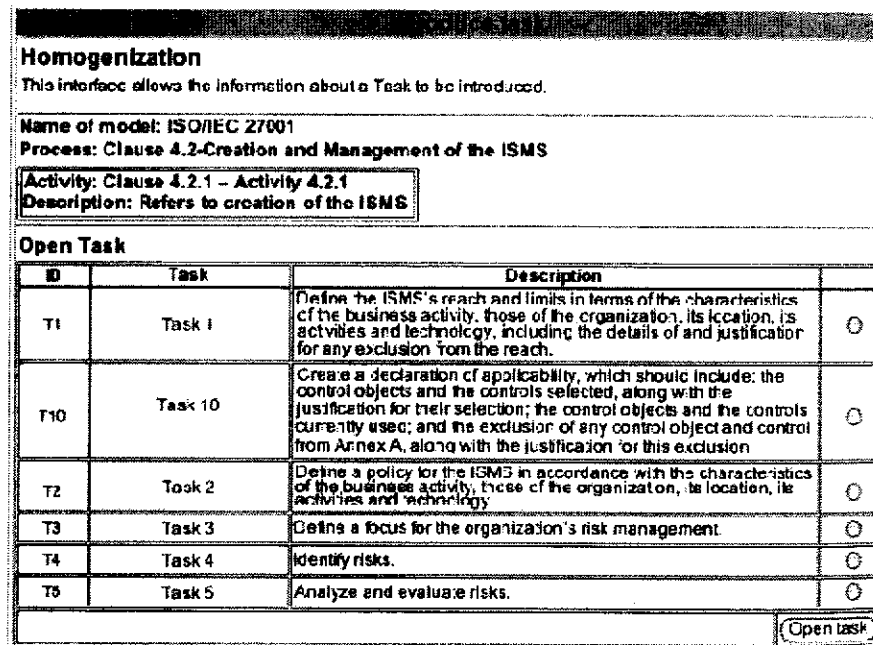 Homogenization
This interface allows the information about a Task to be introduced.
Name of model: ISO/IEC 27001
Process: Clause 4.2-Creation and Management of the ISMS
Activity: Clause 4.2.1 – Activity 4.2.1
Description: Refers to creation of the ISMS
Open Task
ID Task Description
T1 Task 1 Define the ISMS's reach and limits in terms of the characteristics
of the business activity, those of the organization, its location, its
activities and technology, including the details of and justification
for any exclusion from the reach.
T10 Task 10 Create a declaration of applicability, which should include: the
control objects and the controls selected, along with the
justification for their selection; the control objects and the controls
currently used; and the exclusion of any control object and control
from Annex A, along with the justification for this exclusion
T2 Task 2 Define a policy for the ISMS in accordance with the characteristics
of the business activity, those of the organization, its location, its
activities and technology
T3 Task 3 Define a focus for the organization's risk management.
T4 Task 4 Identify risks.
T5 Task 5 Analyze and evaluate risks.
Open task